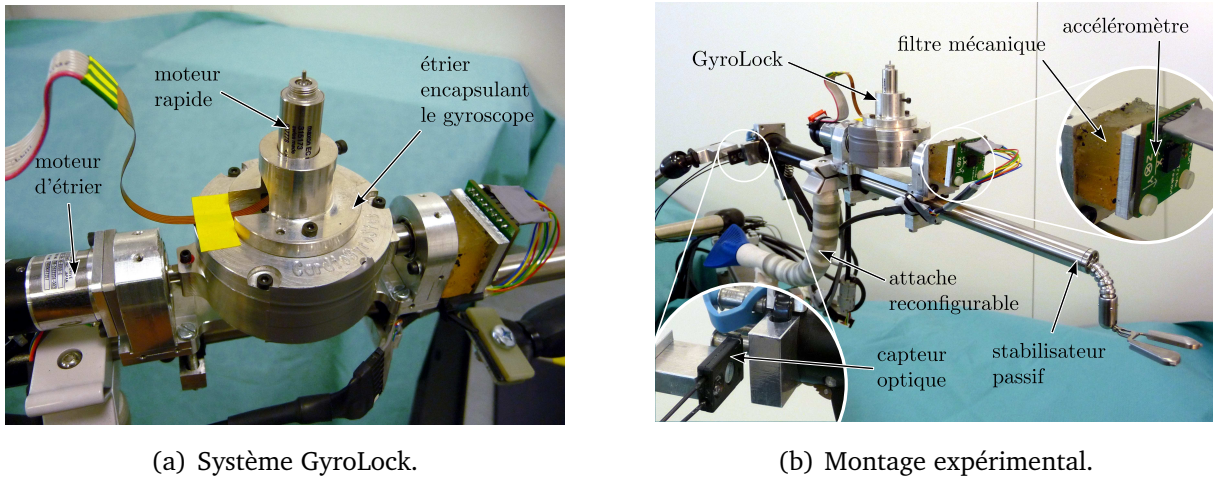 moteur
rapide
étrier
encapsulant
le gyroscope
moteur
d'étrier
GyroLock
filtre mécanique
accéléromètre
attache
reconfigurable
capteur
optique
stabilisateur
passif
(a) Système GyroLock.
(b) Montage expérimental.